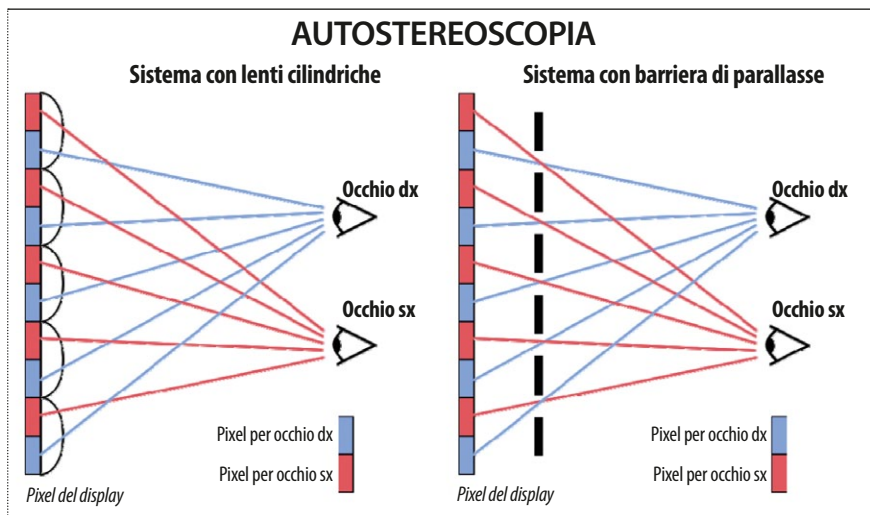 AUTOSTEREOSCOPIA
Sistema con lenti cilindriche
Occhio dx
Occhio sx
Pixel per occhio dx
Pixel per occhio sx
Pixel del display
Sistema con barriera di parallasse
Occhio dx
Occhio sx
Pixel per occhio dx
Pixel per occhio sx
Pixel del display